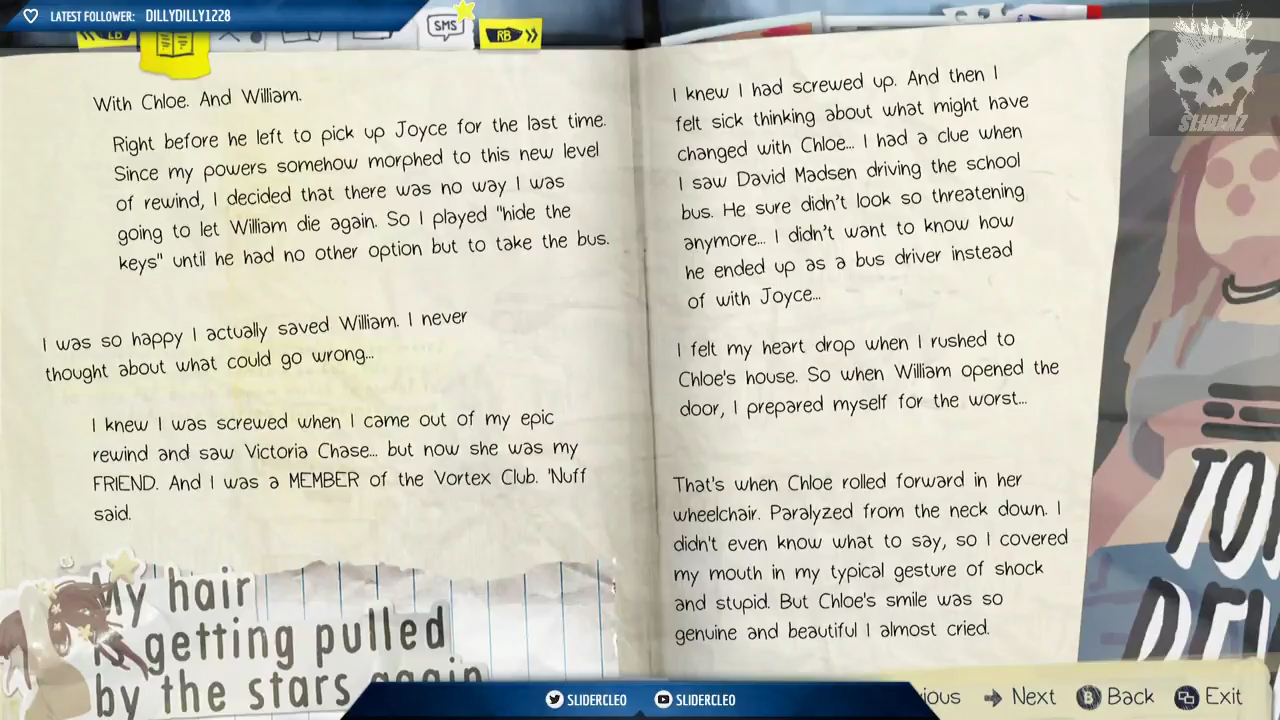 LATEST FOLLOWER: DILLYDILLY1228
LB
SMS
RB
SLIDERZ
With Chloe. And William.
Right before he left to pick up Joyce for the last time.
Since my powers somehow morphed to this new level
of rewind, I decided that there was no way I was
going to let William die again. So I played "hide the
keys" until he had no other option but to take the bus.
I was so happy I actually saved William. I never
thought about what could go wrong...
I knew I was screwed when I came out of my epic
rewind and saw Victoria Chase... but now she was my
FRIEND. And I was a MEMBER of the Vortex Club. 'Nuff
said.
My hair
is getting pulled
by the stars again
I knew I had screwed up. And then I
felt sick thinking about what might have
changed with Chloe... I had a clue when
I saw David Madsen driving the school
bus. He sure didn't look so threatening
anymore... I didn't want to know how
he ended up as a bus driver instead
of with Joyce...
I felt my heart drop when I rushed to
Chloe's house. So when William opened the
door, I prepared myself for the worst...
That's when Chloe rolled forward in her
wheelchair. Paralyzed from the neck down. I
didn't even know what to say, so I covered
my mouth in my typical gesture of shock
and stupid. But Chloe's smile was so
genuine and beautiful I almost cried.
SLIDERCLEO SLIDERCLEO
ious Next B Back Exit